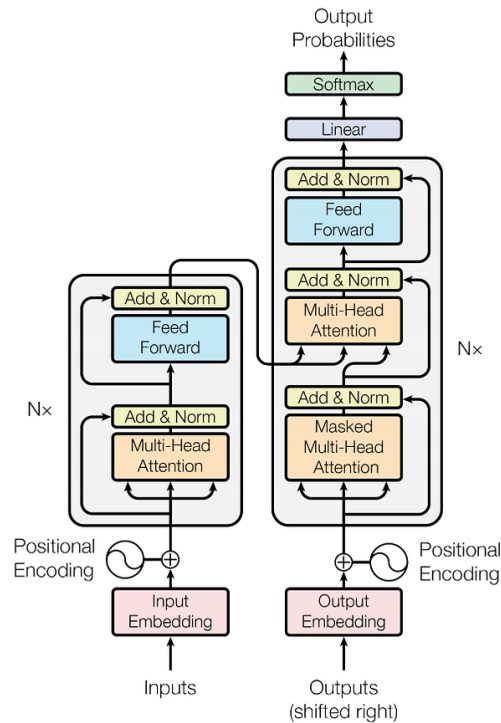 Output
Probabilities
Softmax
Linear
Add & Norm
Feed
Forward
Add & Norm
Multi-Head
Attention
Nx
Add & Norm
Masked
Multi-Head
Attention
Add & Norm
Feed
Forward
Nx
Add & Norm
Multi-Head
Attention
Positional
Encoding
Positional
Encoding
Input
Embedding
Output
Embedding
Inputs
Outputs
(shifted right)